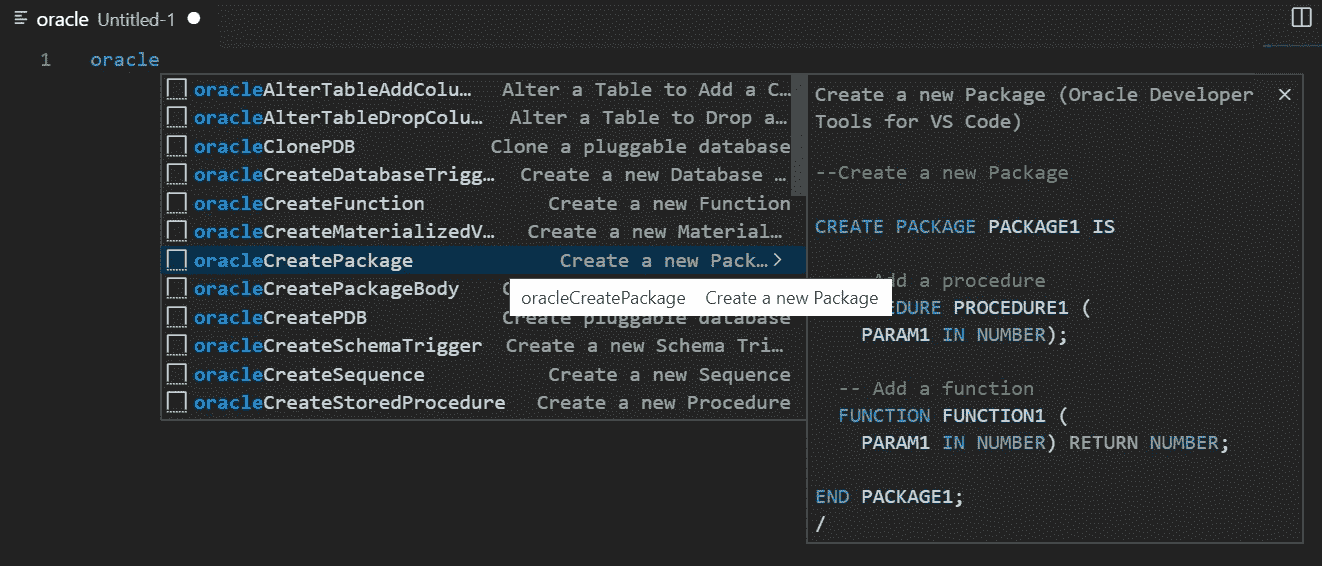 oracle Untitled-1
1 oracle
oracleAlterTableAddColu… Alter a Table to Add a C…
oracleAlterTableDropColu… Alter a Table to Drop a…
oracleClonePDB Clone a pluggable database
oracleCreateDatabaseTrigg… Create a new Database …
oracleCreateFunction Create a new Function
oracleCreateMaterializedV… Create a new Material…
oracleCreatePackage Create a new Pack…
oracleCreatePackageBody
oracleCreatePackage Create a new Package
oracleCreatePDB Create pluggable database
oracleCreateSchemaTrigger Create a new Schema Tri…
oracleCreateSequence Create a new Sequence
oracleCreateStoredProcedure Create a new Procedure
Create a new Package (Oracle Developer
Tools for VS Code)
--Create a new Package
CREATE PACKAGE PACKAGE1 IS
Add a procedure
EDURE PROCEDURE1 (
PARAM1 IN NUMBER);
-- Add a function
FUNCTION FUNCTION1 (
PARAM1 IN NUMBER) RETURN NUMBER;
END PACKAGE1;
/